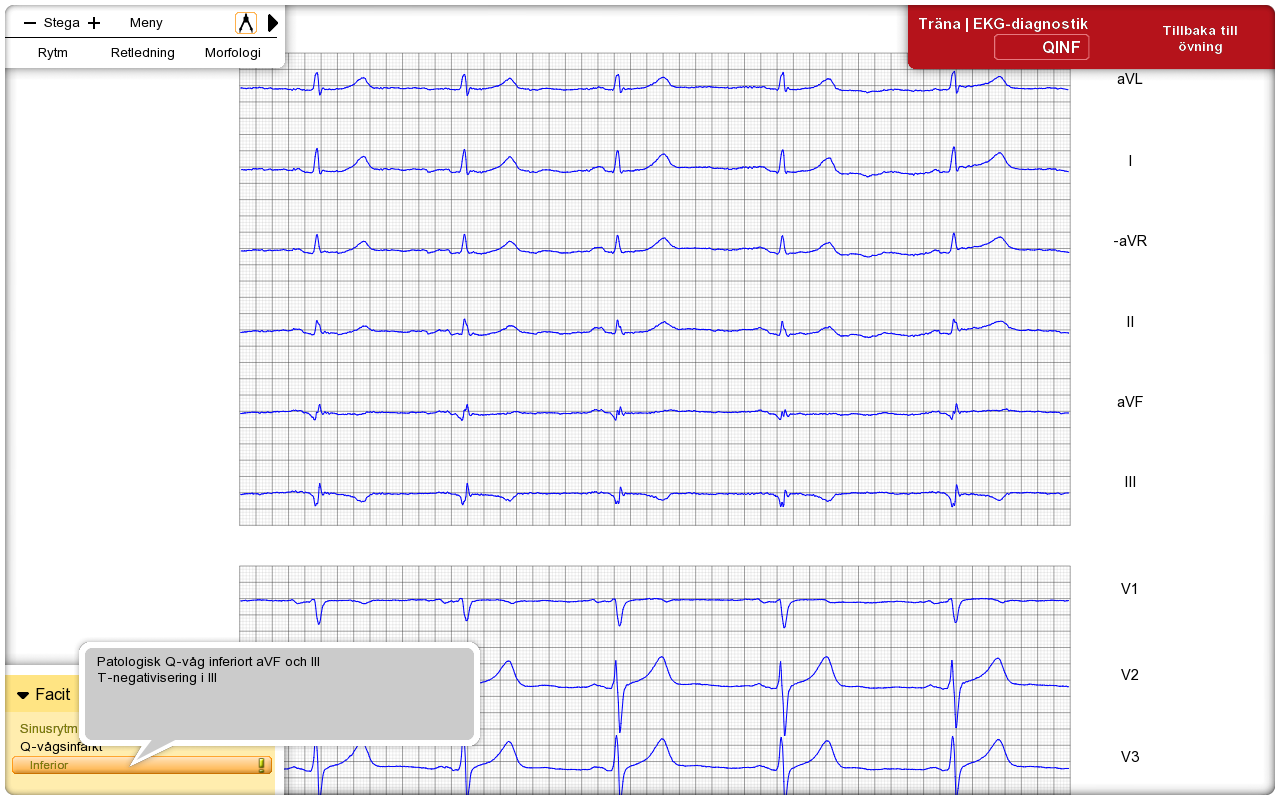 Stega Meny
Rytm Retledning Morfologi
Träna | EKG-diagnostik
QINF
Tillbaka till
övning
aVL
I
-aVR
II
aVF
III
V1
V2
V3
Patologisk Q-våg inferiort aVF och III
T-negativisering i III
Facit
Sinusrytm
Q-vågsinfarkt
Inferior